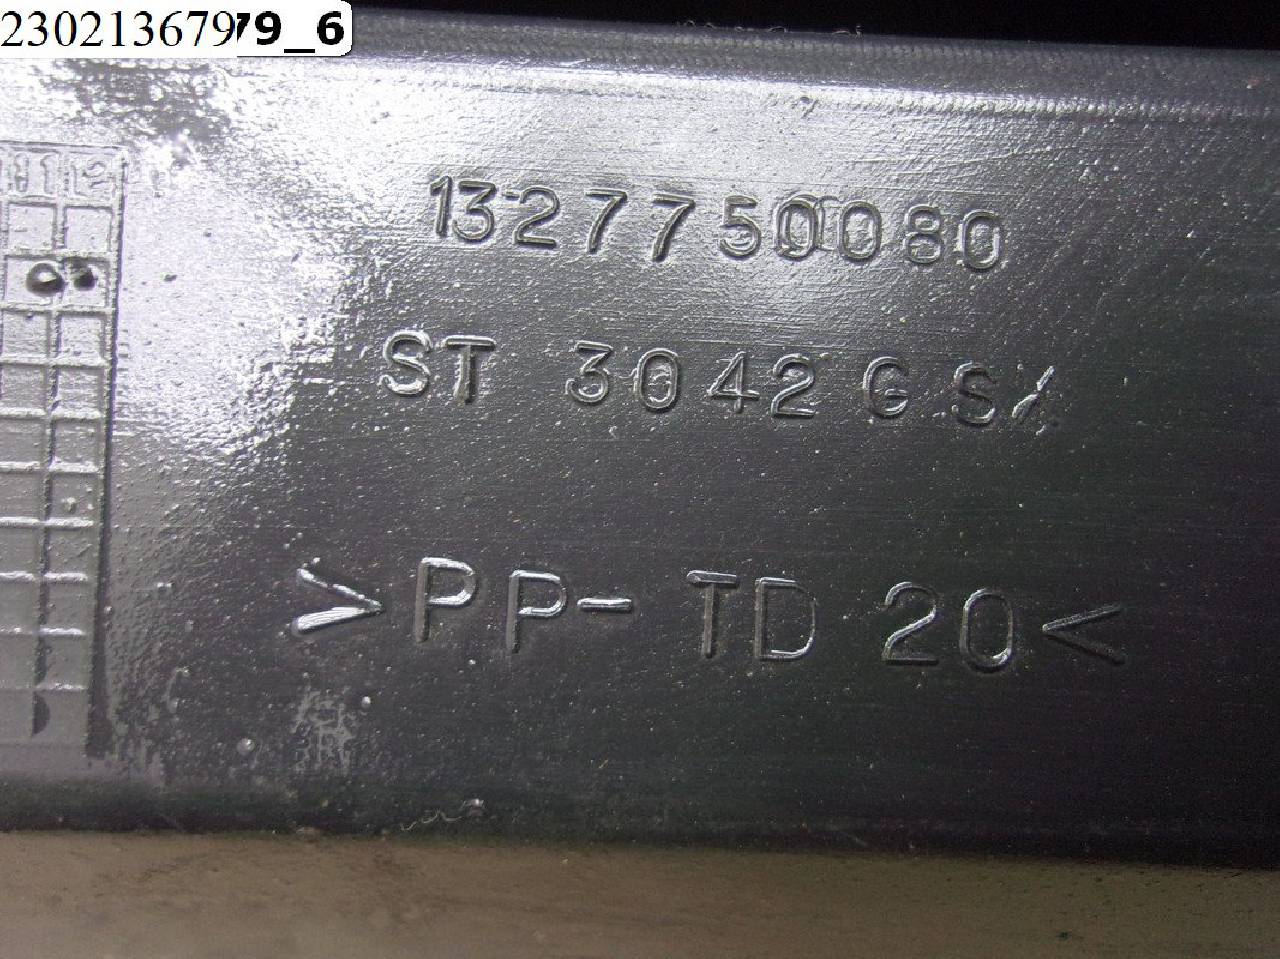 2302136799_6
1327750080
ST 3042 G S
>PP-TD 20<